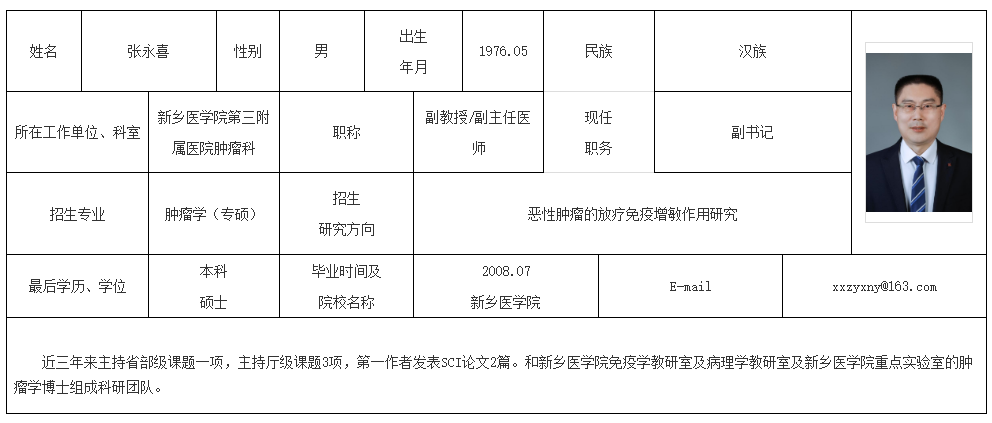 姓名
张永喜
性别
男
出生
年月
1976.05
民族
汉族
所在工作单位、科室
新乡医学院第三附
属医院肿瘤科
职称
副教授/副主任医
师
现任
职务
副书记
招生专业
肿瘤学（专硕）
招生
研究方向
恶性肿瘤的放疗免疫增敏作用研究
最后学历、学位
本科
硕士
毕业时间及
院校名称
2008.07
新乡医学院
E-mail
xxzyxny@163.com
近三年来主持省部级课题一项，主持厅级课题3项，第一作者发表SCI论文2篇。和新乡医学院免疫学教研室及病理学教研室及新乡医学院重点实验室的肿
瘤学博士组成科研团队。